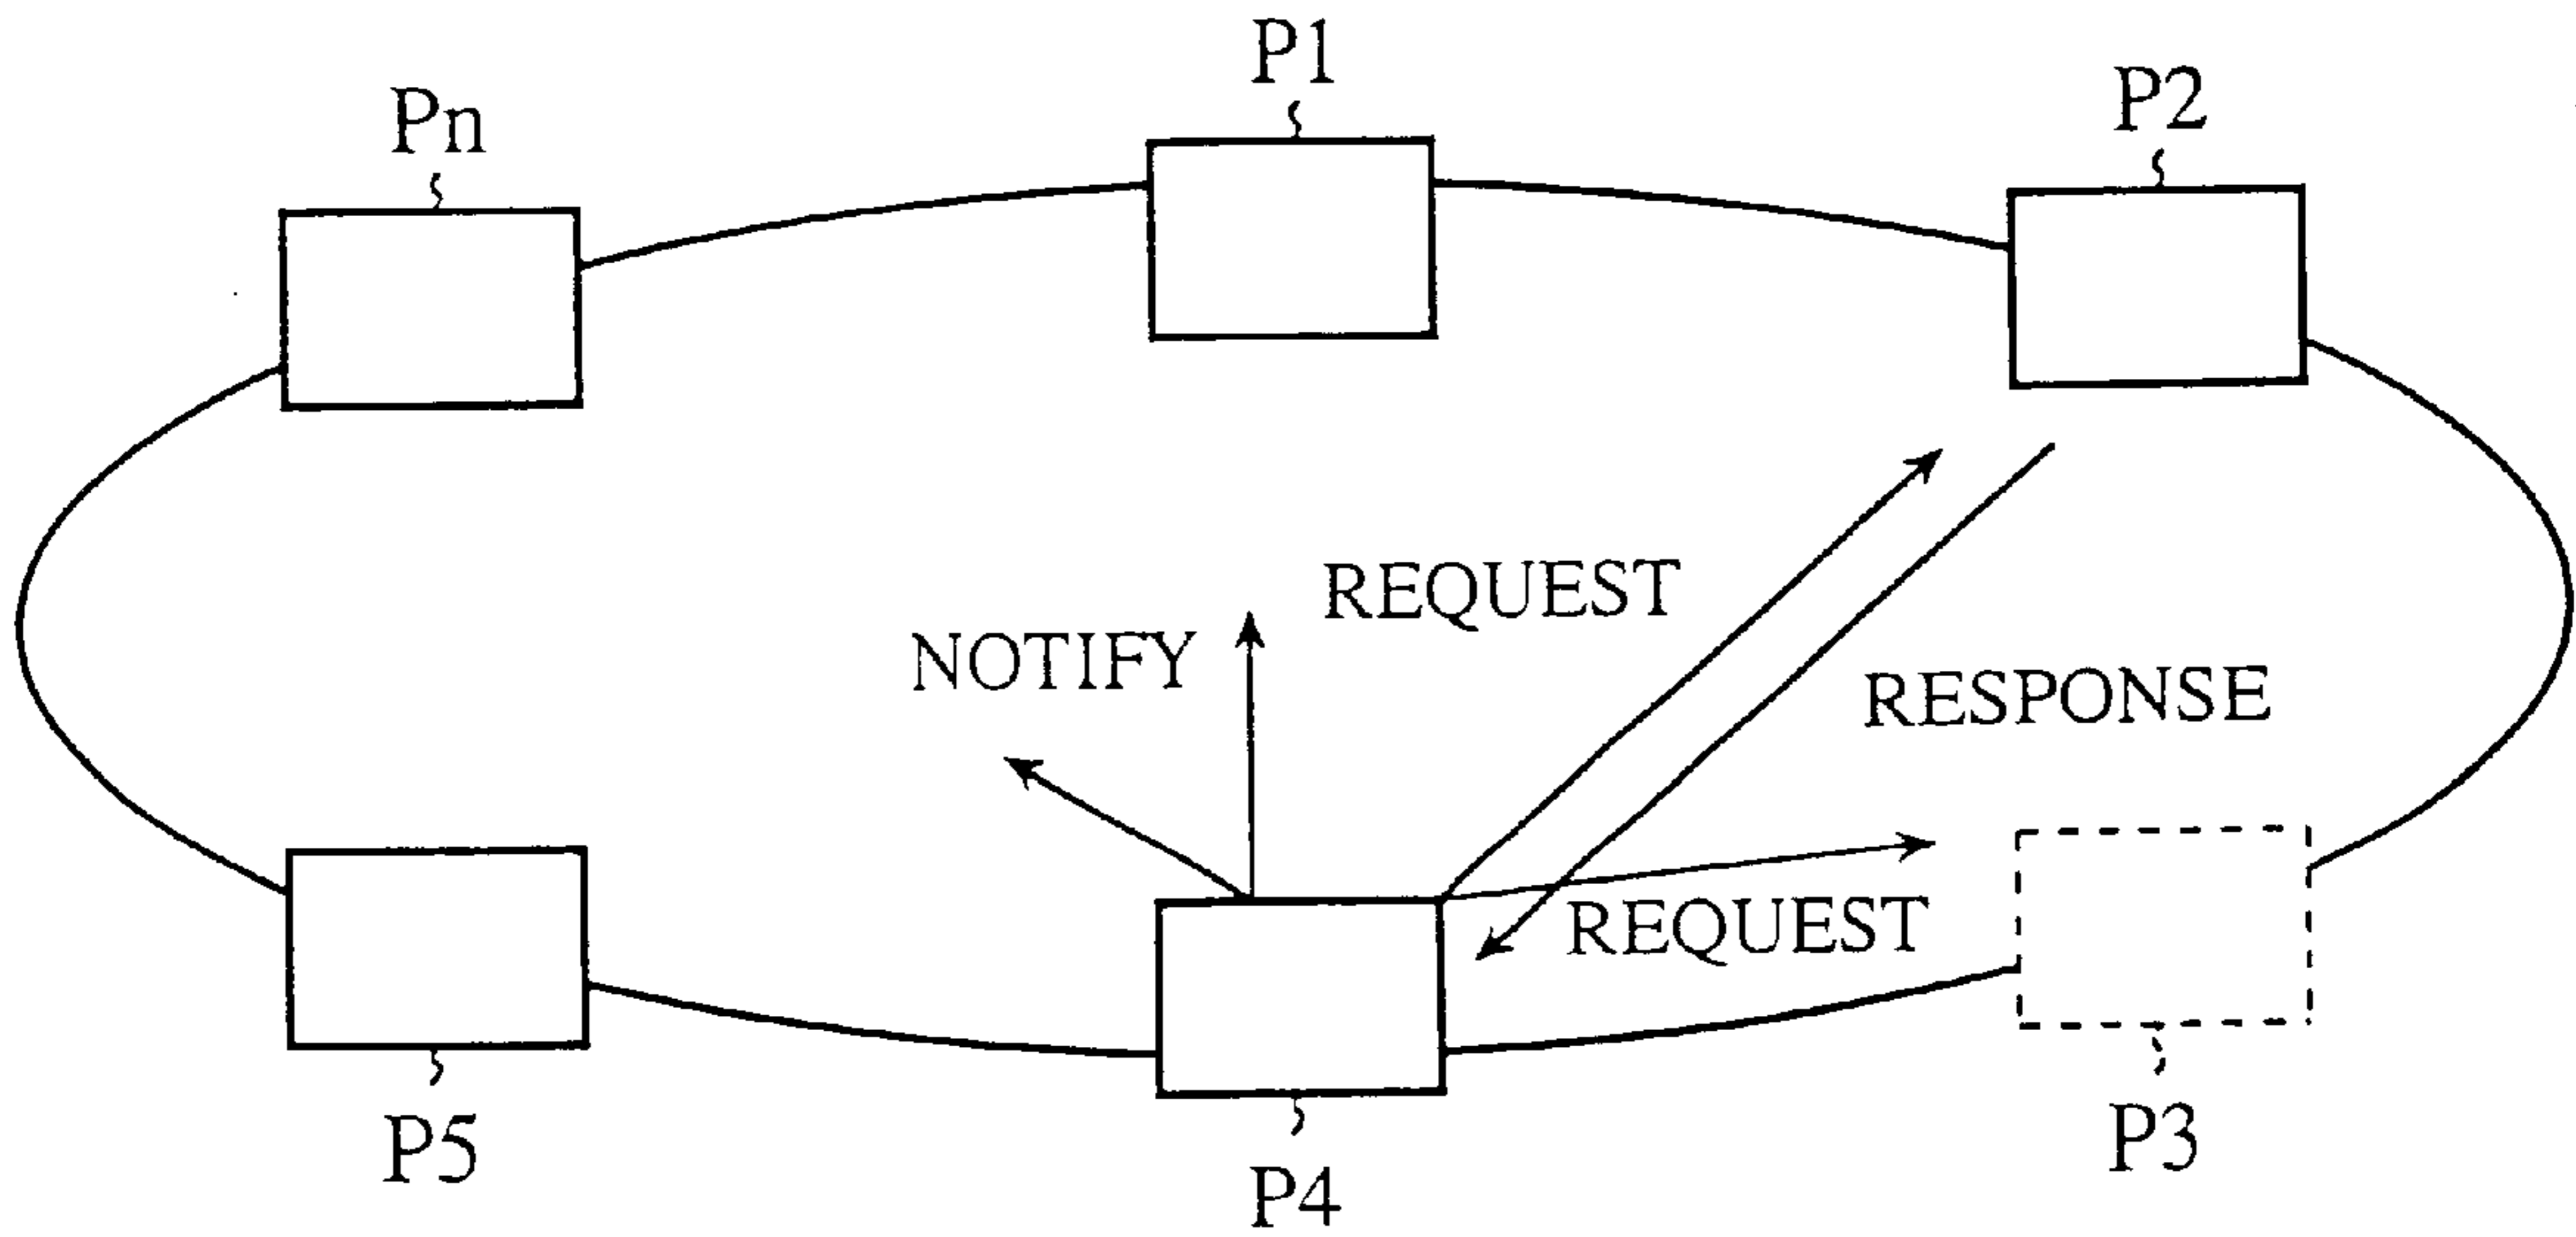 P1
P2
Pn
REQUEST
NOTIFY
RESPONSE
REQUEST
P5
P4
P3